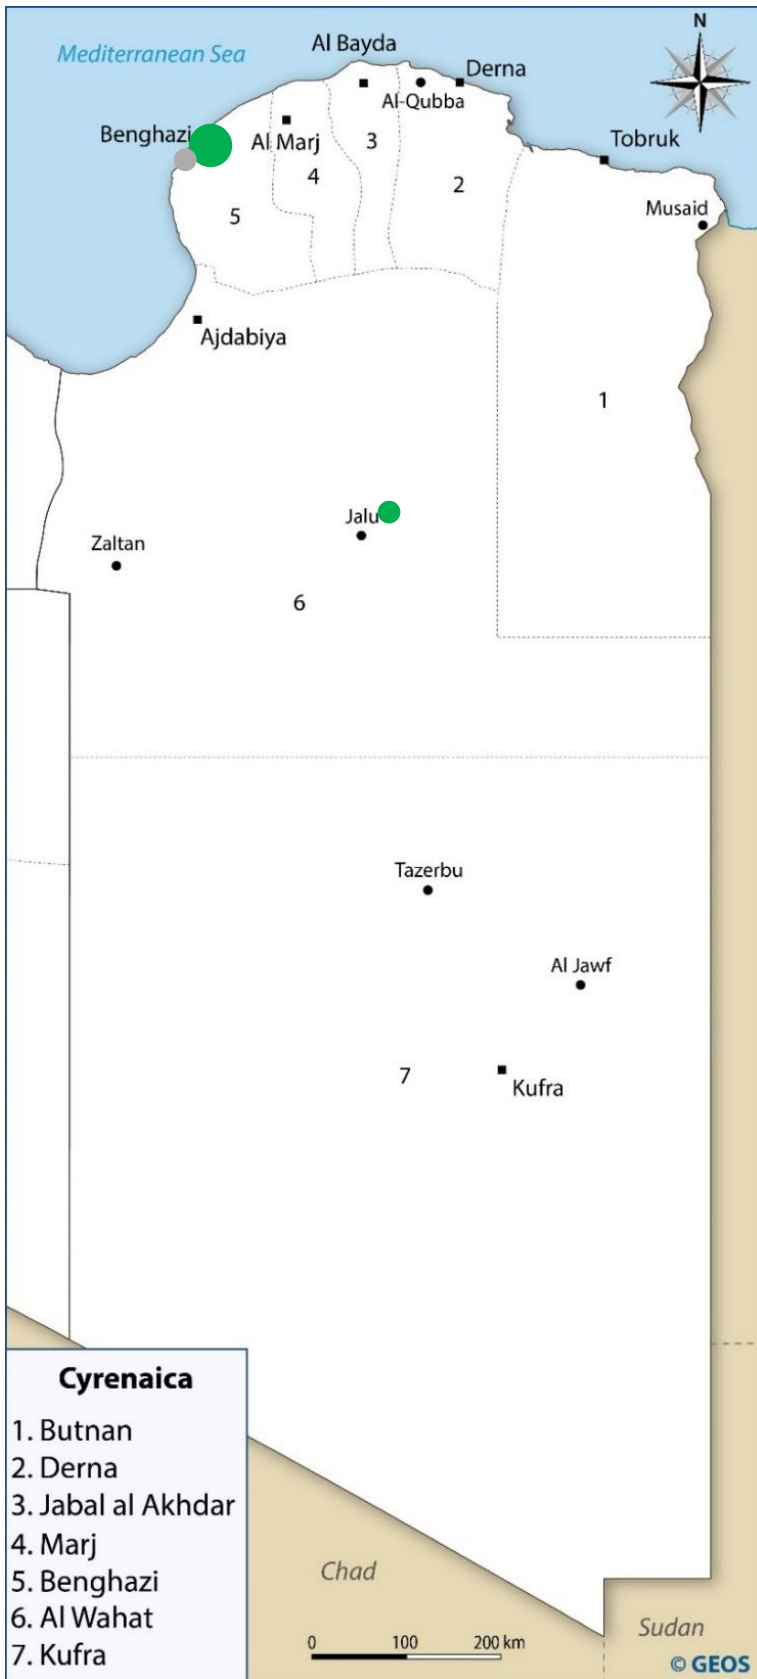 Mediterranean Sea
N
Al Bayda
Derna
Al-Qubba
Benghazi
Al Marj
3
Tobruk
4
2
5
Musaid
Ajdabiya
1
Jalu
Zaltan
6
Tazerbu
Al Jawf
7
Kufra
Cyrenaica
1. Butnan
2. Derna
3. Jabal al Akhdar
4. Marj
5. Benghazi
6. Al Wahat
7. Kufra
Chad
Sudan
0 100 200 km
© GEOS